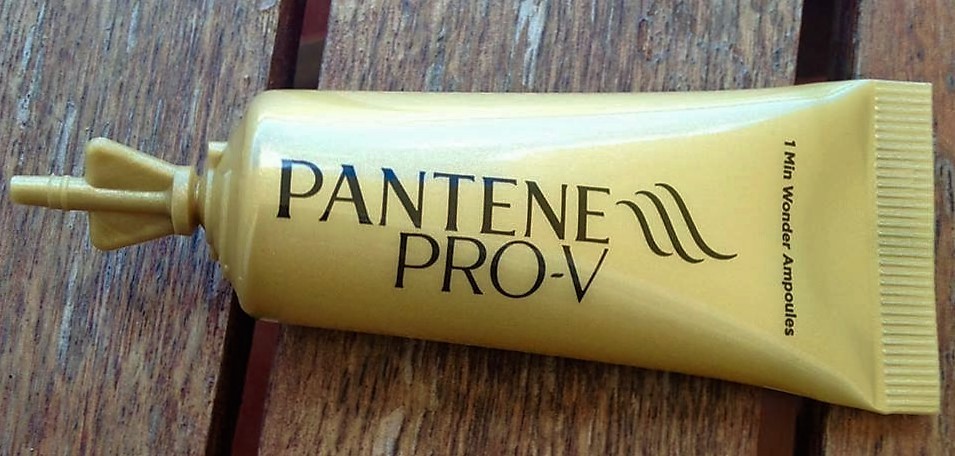 PANTENE
PRO-V
1 Min Wonder Ampoules